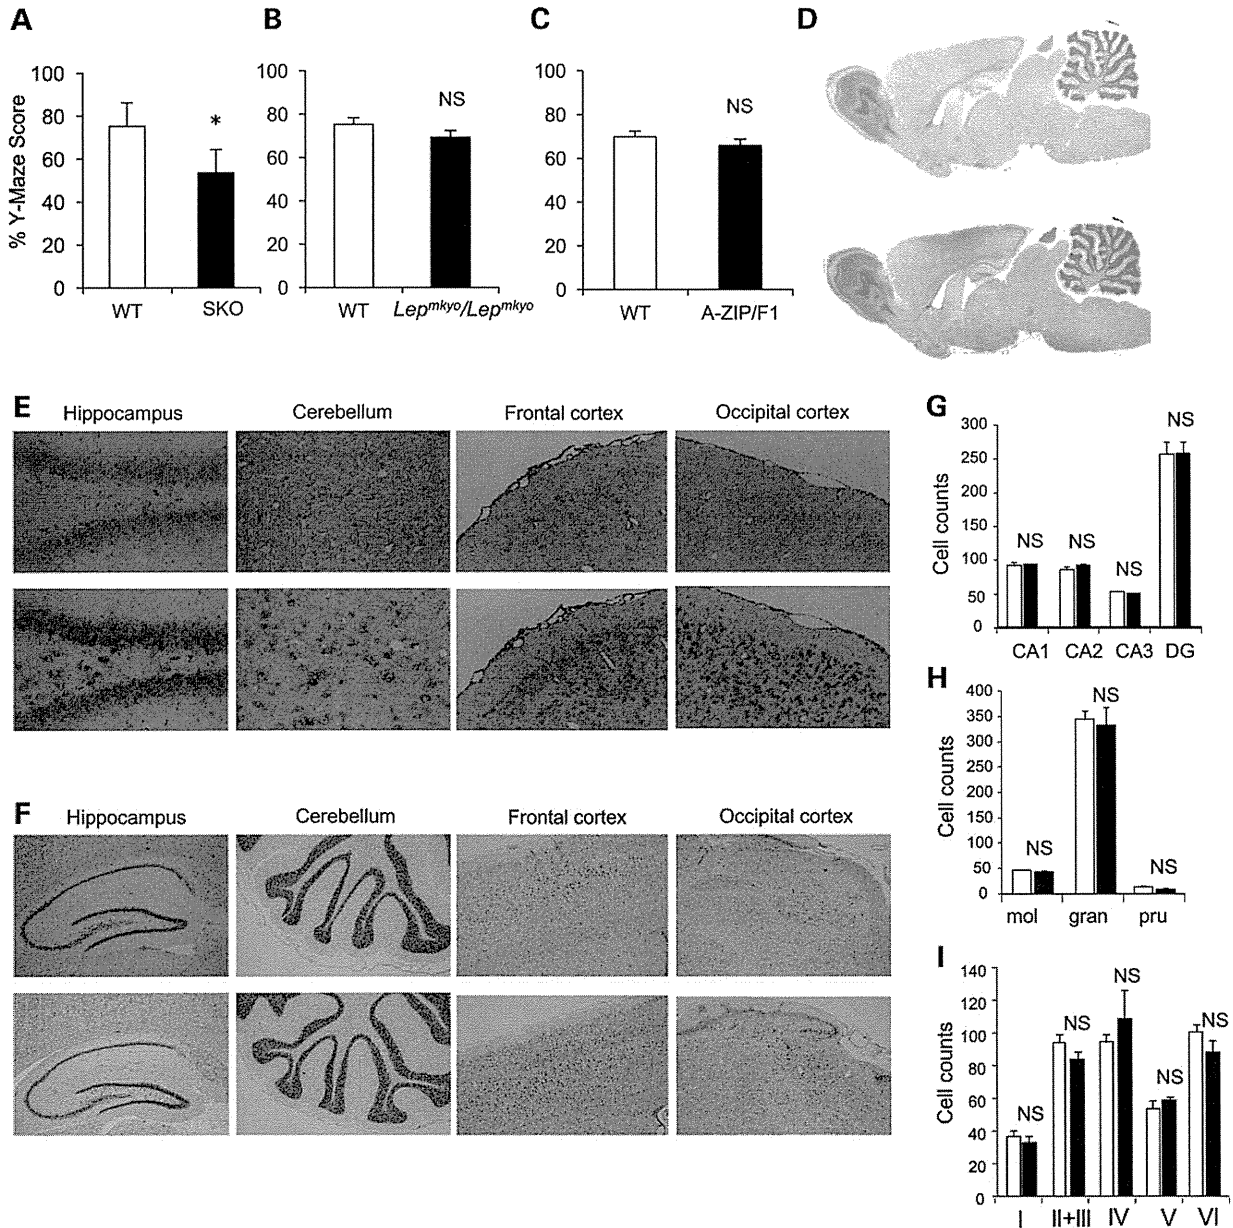 A
B
C
D
% Y-Maze Score
100
80
60
40
20
0
*
WT
SKO
100
80
60
40
20
0
NS
WT
Lep^mkyo/Lep^mkyo
100
80
60
40
20
0
NS
WT
A-ZIP/F1
E
Hippocampus
Cerebellum
Frontal cortex
Occipital cortex
F
Hippocampus
Cerebellum
Frontal cortex
Occipital cortex
G
Cell counts
300
250
200
150
100
50
0
NS
NS
NS
NS
CA1
CA2
CA3
DG
H
Cell counts
400
350
300
250
200
150
100
50
0
NS
NS
NS
mol
gran
pru
I
Cell counts
140
120
100
80
60
40
20
0
NS
NS
NS
NS
NS
I
II+III
IV
V
VI